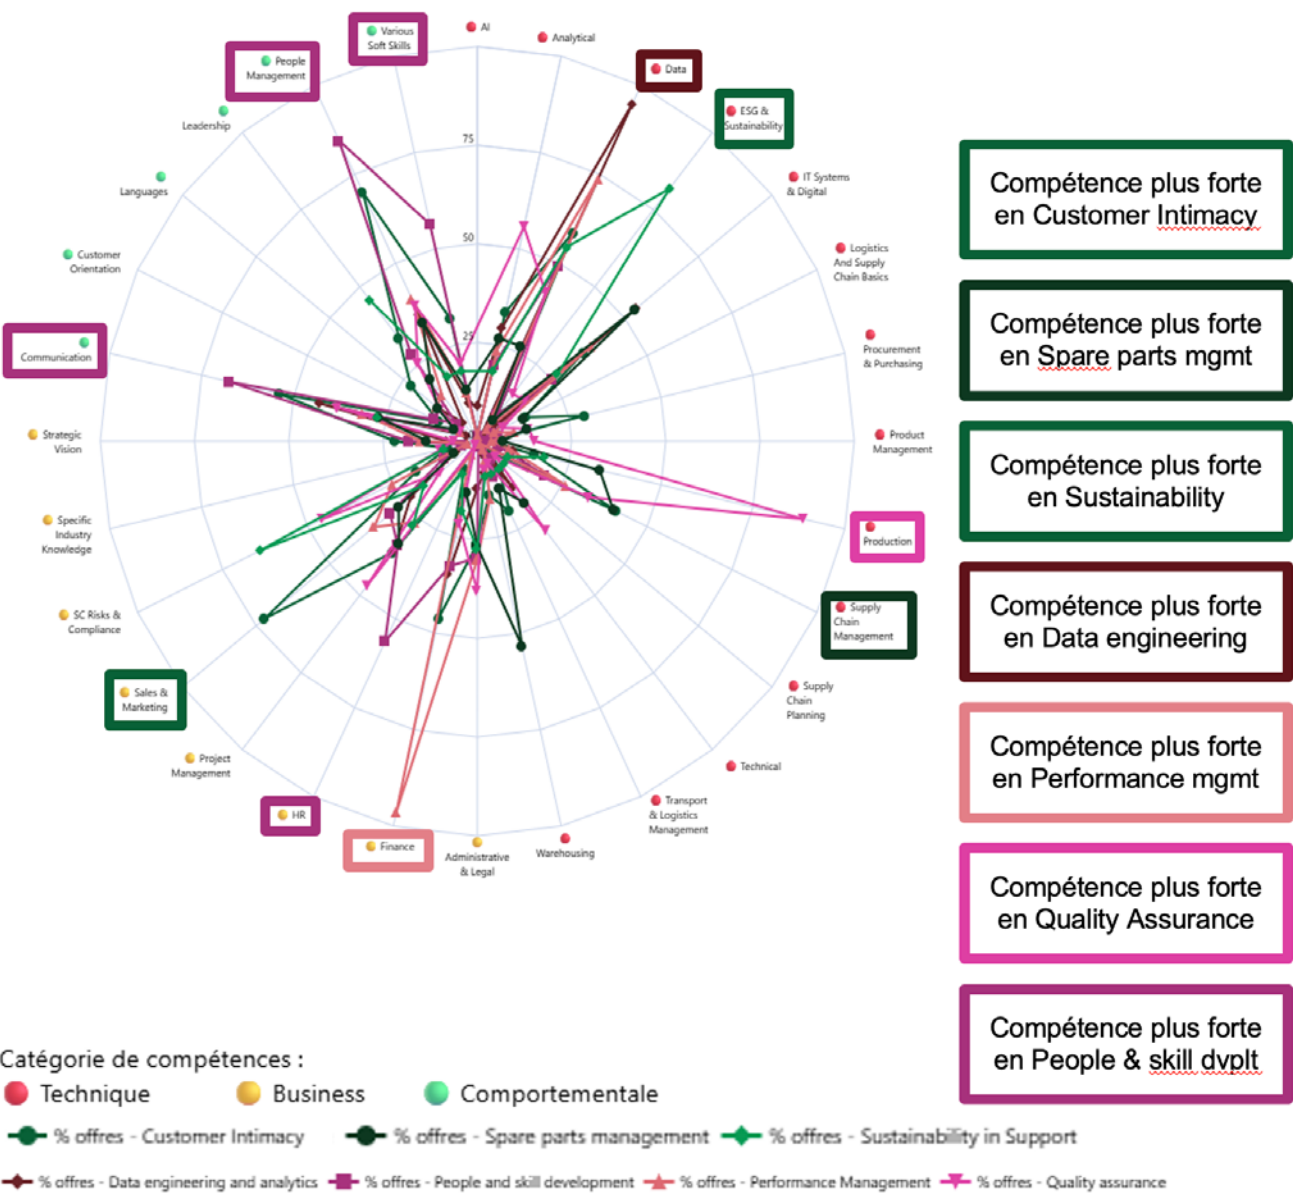 AI
Analytical
Data
ESG &
Sustainability
IT Systems
& Digital
Logistics
And Supply
Chain Basics
Procurement
& Purchasing
Product
Management
Production
Supply
Chain
Management
Supply
Chain
Planning
Technical
Transport
& Logistics
Management
Warehousing
Administrative
& Legal
Finance
HR
Project
Management
Sales &
Marketing
SC Risks &
Compliance
Specific
Industry
Knowledge
Strategic
Vision
Communication
Customer
Orientation
Languages
Leadership
People
Management
Various
Soft Skills
75
50
25
Compétence plus forte
en Customer Intimacy
Compétence plus forte
en Spare parts mgmt
Compétence plus forte
en Sustainability
Compétence plus forte
en Data engineering
Compétence plus forte
en Performance mgmt
Compétence plus forte
en Quality Assurance
Compétence plus forte
en People & skill dvplt
Catégorie de compétences :
Technique Business Comportementale
% offres - Customer Intimacy % offres - Spare parts management % offres - Sustainability in Support
% offres - Data engineering and analytics % offres - People and skill development % offres - Performance Management % offres - Quality assurance